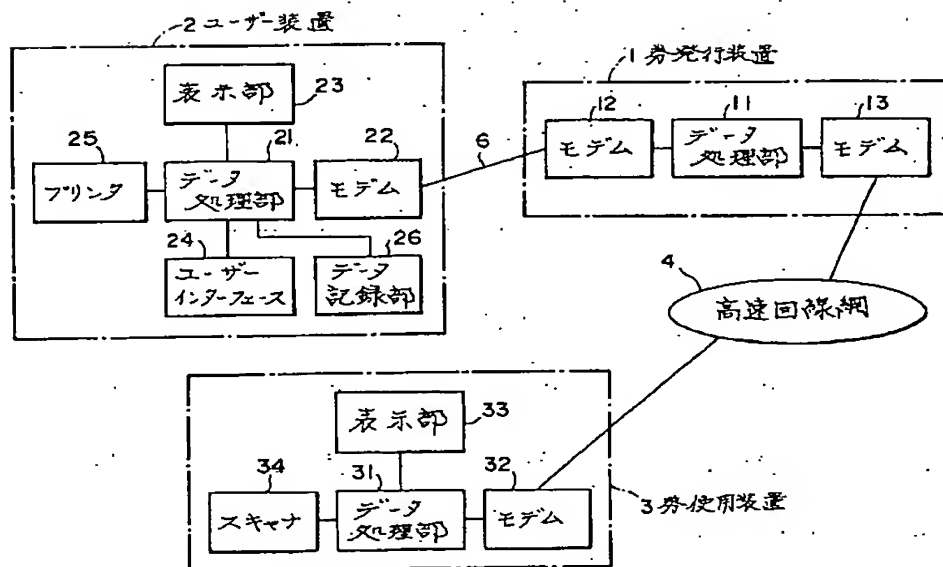 2 ユーザー装置
表示部
23
25
プリンタ
21
データ
処理部
22
モデム
24
ユーザー
インターフェース
26
データ
記録部
6
1 券発行装置
12
モデム
11
データ
処理部
13
モデム
4
高速回線網
表示部
33
34
スキャナ
31
データ
処理部
32
モデム
3 券使用装置